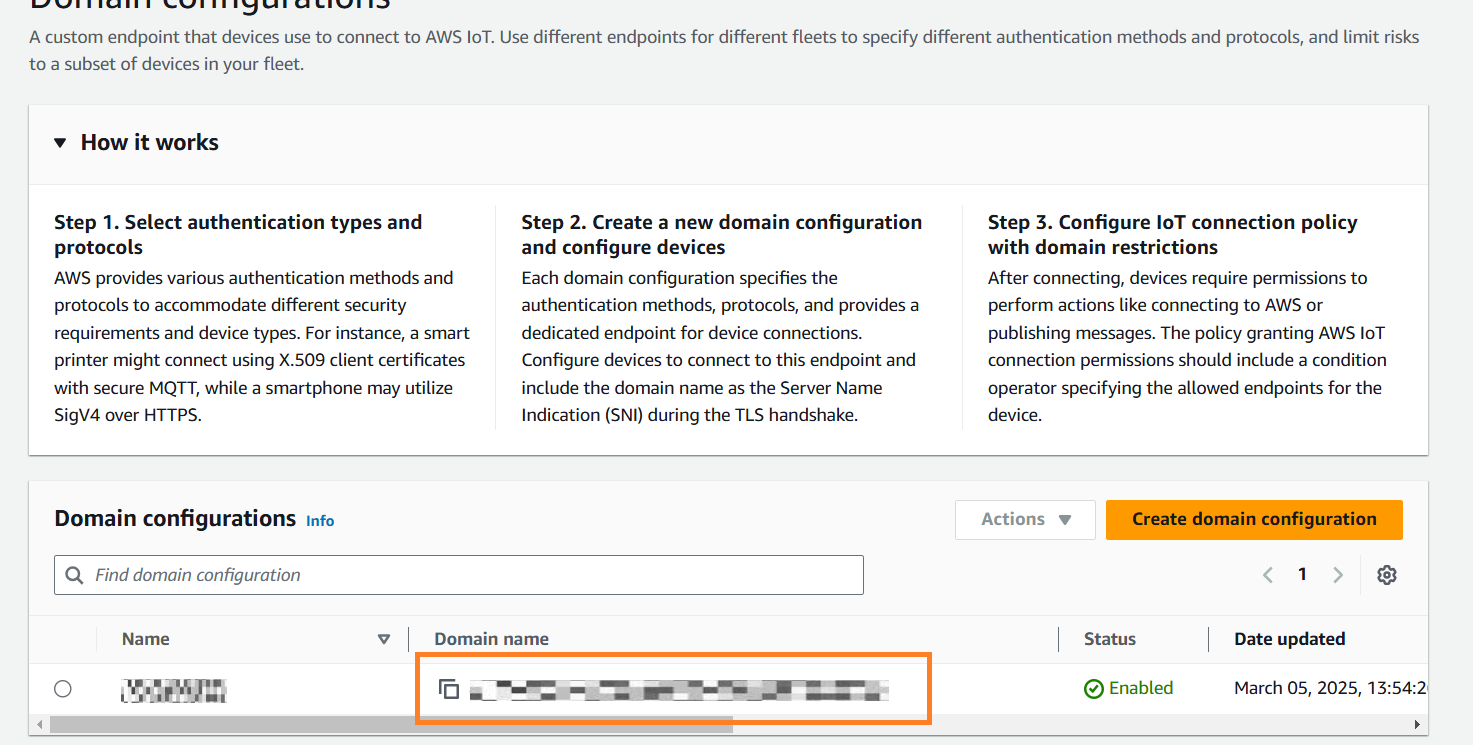 Domain configurations
A custom endpoint that devices use to connect to AWS IoT. Use different endpoints for different fleets to specify different authentication methods and protocols, and limit risks
to a subset of devices in your fleet.
How it works
Step 1. Select authentication types and
protocols
AWS provides various authentication methods and
protocols to accommodate different security
requirements and device types. For instance, a smart
printer might connect using X.509 client certificates
with secure MQTT, while a smartphone may utilize
SigV4 over HTTPS.
Step 2. Create a new domain configuration
and configure devices
Each domain configuration specifies the
authentication methods, protocols, and provides a
dedicated endpoint for device connections.
Configure devices to connect to this endpoint and
include the domain name as the Server Name
Indication (SNI) during the TLS handshake.
Step 3. Configure IoT connection policy
with domain restrictions
After connecting, devices require permissions to
perform actions like connecting to AWS or
publishing messages. The policy granting AWS IoT
connection permissions should include a condition
operator specifying the allowed endpoints for the
device.
Domain configurations Info
Actions
Create domain configuration
Find domain configuration
1
Name Domain name Status Date updated
Enabled March 05, 2025, 13:54:2